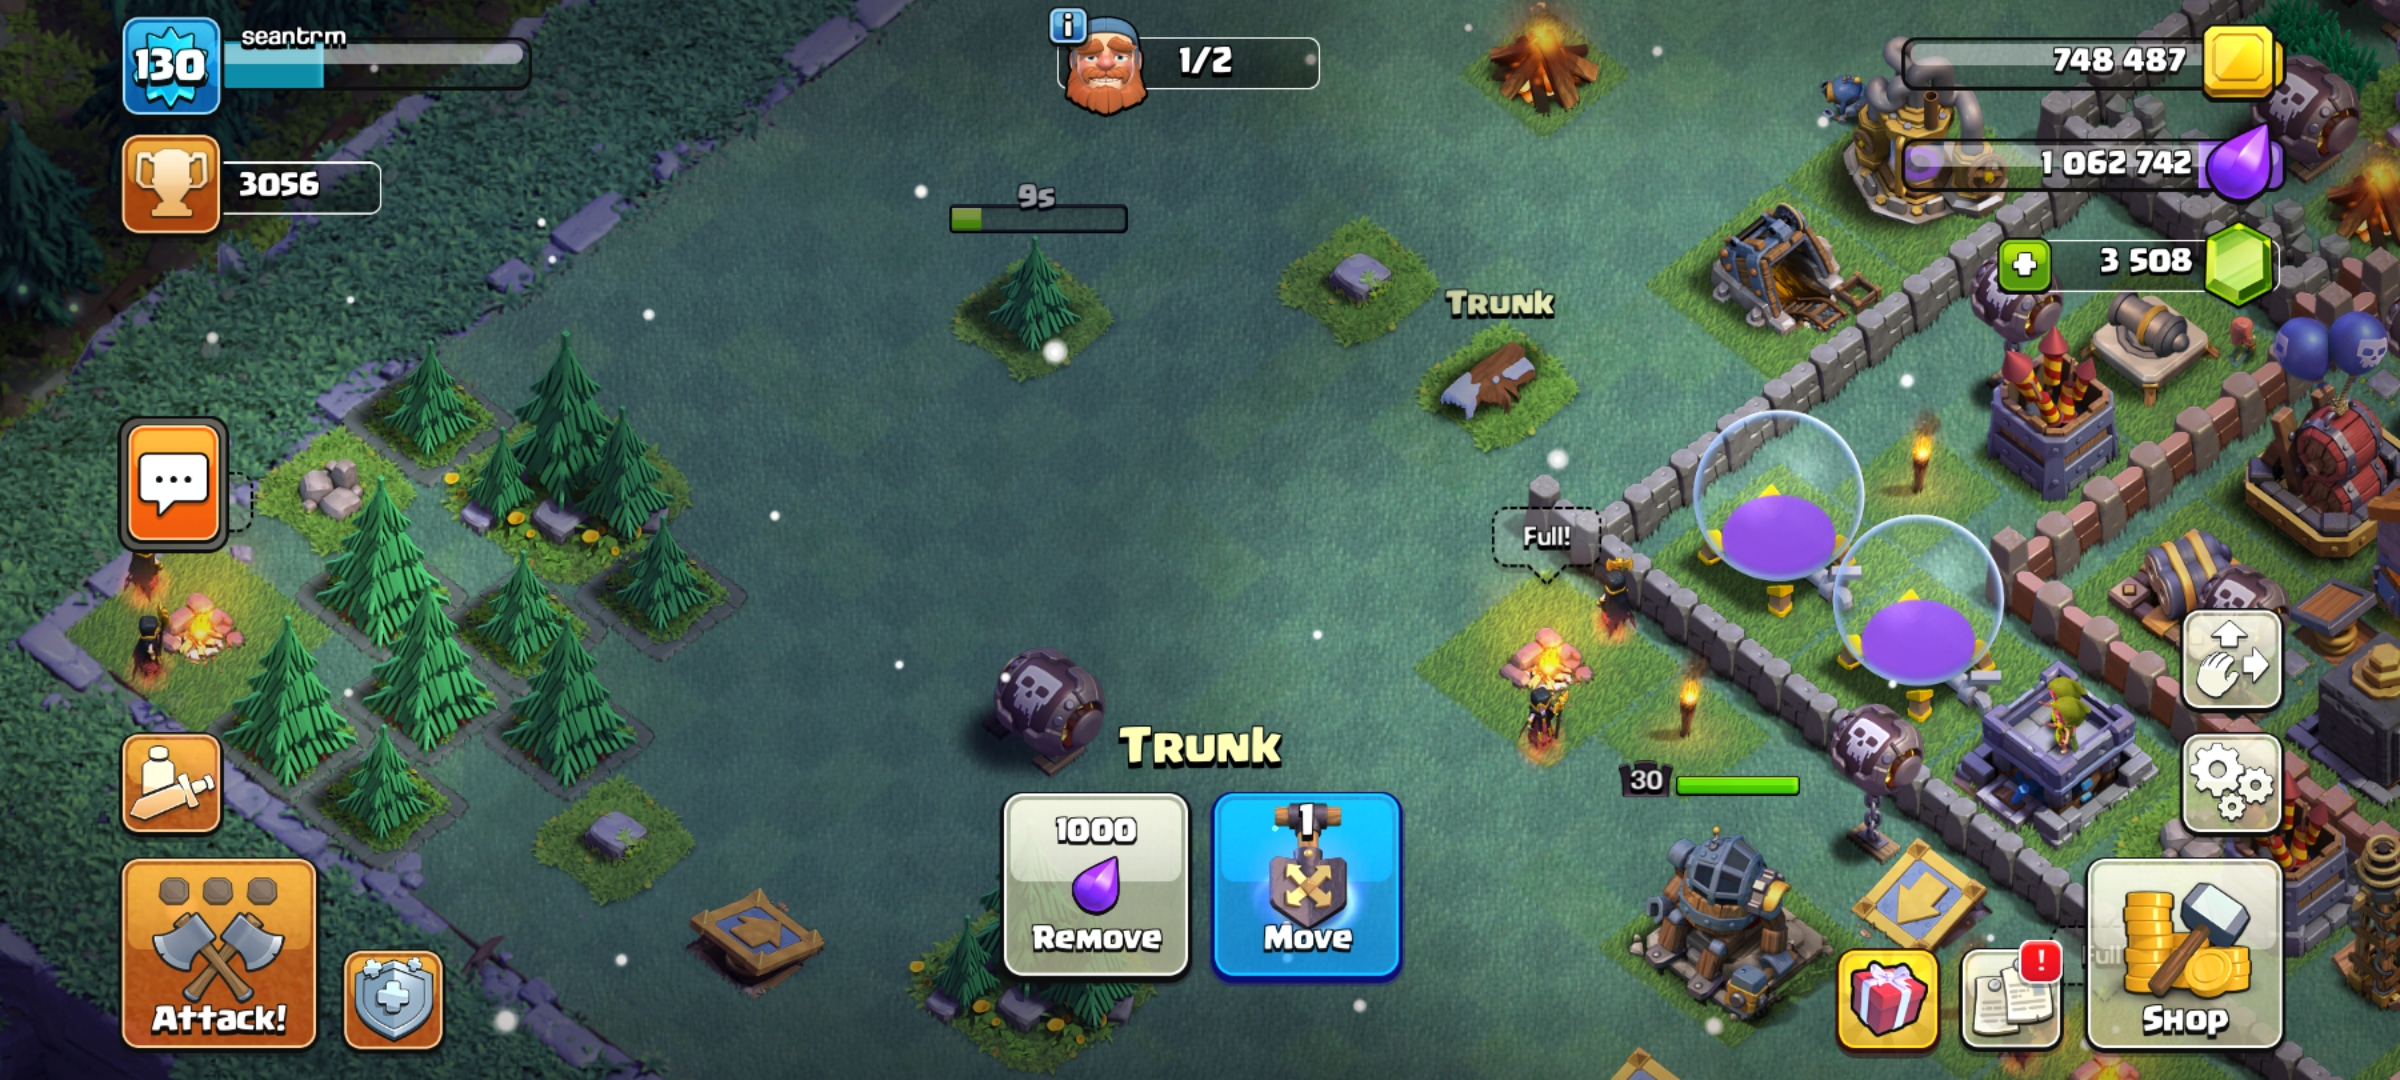 130
seantrm
1/2
748 487
3056
1 062 742
9s
3 508
Trunk
Full!
Trunk
30
1000
Remove
1
Move
Attack!
!
Full
Shop